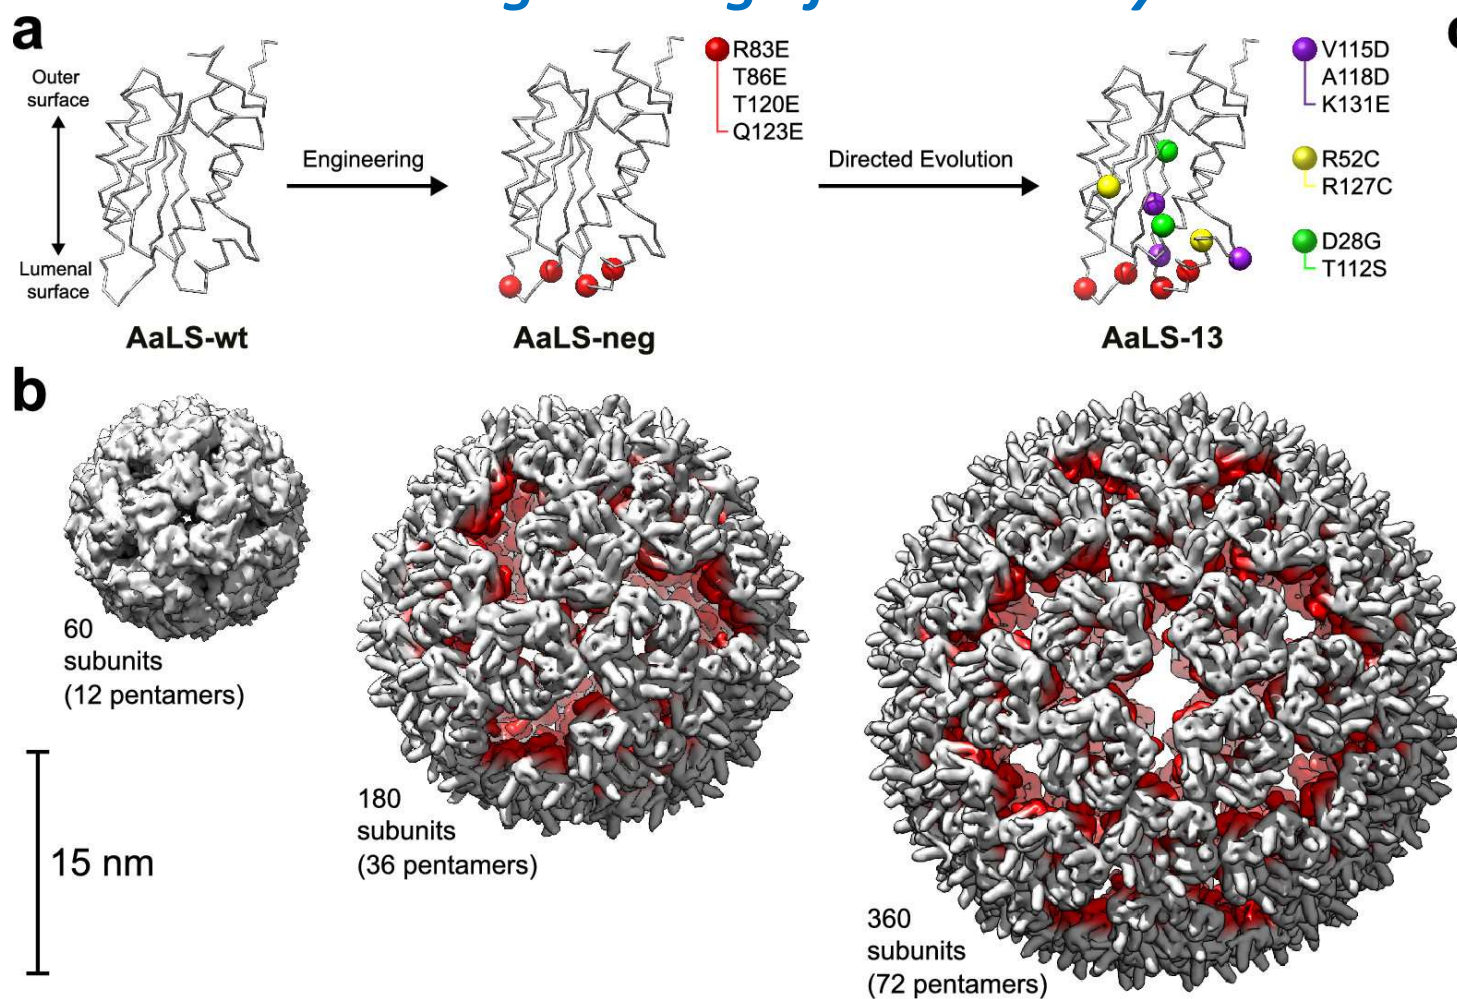 a
Outer
surface
Lumenal
surface
AaLS-wt
Engineering
R83E
T86E
T120E
Q123E
AaLS-neg
Directed Evolution
V115D
A118D
K131E
R52C
R127C
D28G
T112S
AaLS-13
b
60
subunits
(12 pentamers)
180
subunits
(36 pentamers)
360
subunits
(72 pentamers)
15 nm